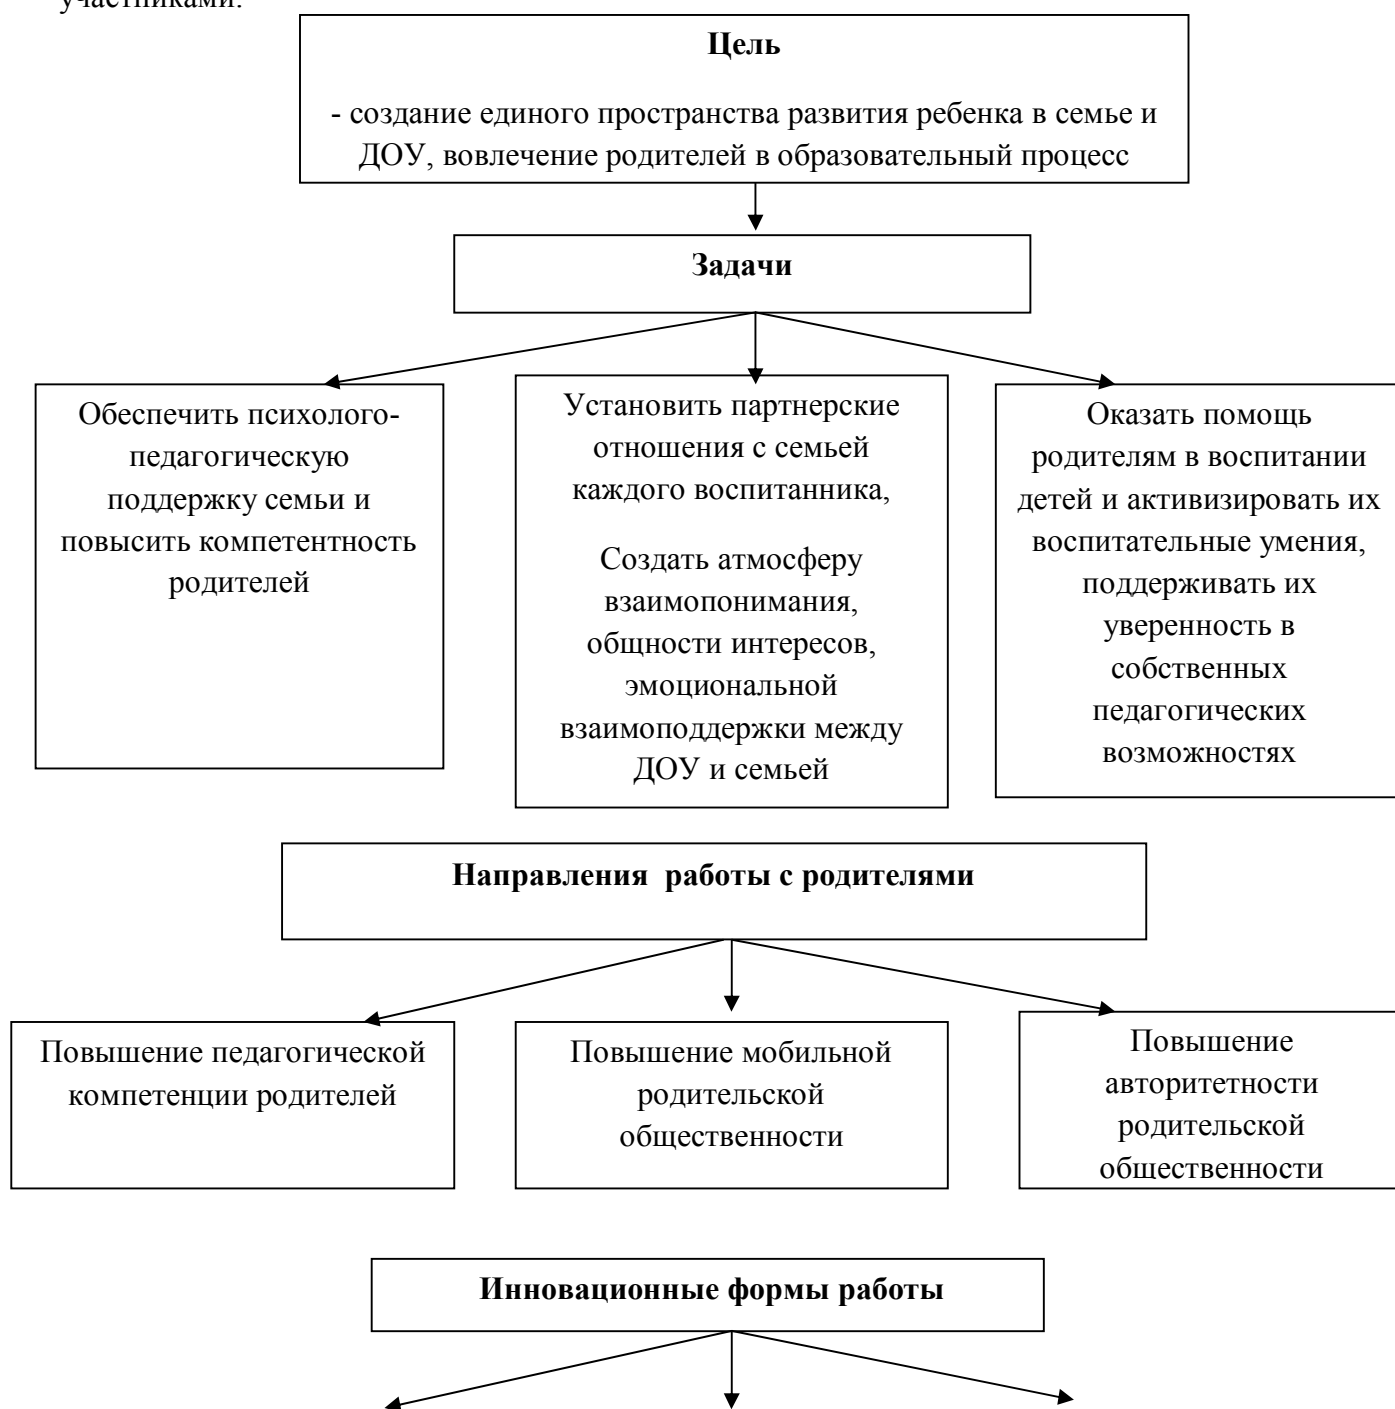 участниками.
Цель
- создание единого пространства развития ребенка в семье и
ДОУ, вовлечение родителей в образовательный процесс
Задачи
Обеспечить психолого-
педагогическую
поддержку семьи и
повысить компетентность
родителей
Установить партнерские
отношения с семьей
каждого воспитанника,
Создать атмосферу
взаимопонимания,
общности интересов,
эмоциональной
взаимоподдержки между
ДОУ и семьей
Оказать помощь
родителям в воспитании
детей и активизировать их
воспитательные умения,
поддерживать их
уверенность в
собственных
педагогических
возможностях
Направления работы с родителями
Повышение педагогической
компетенции родителей
Повышение мобильной
родительской
общественности
Повышение
авторитетности
родительской
общественности
Инновационные формы работы